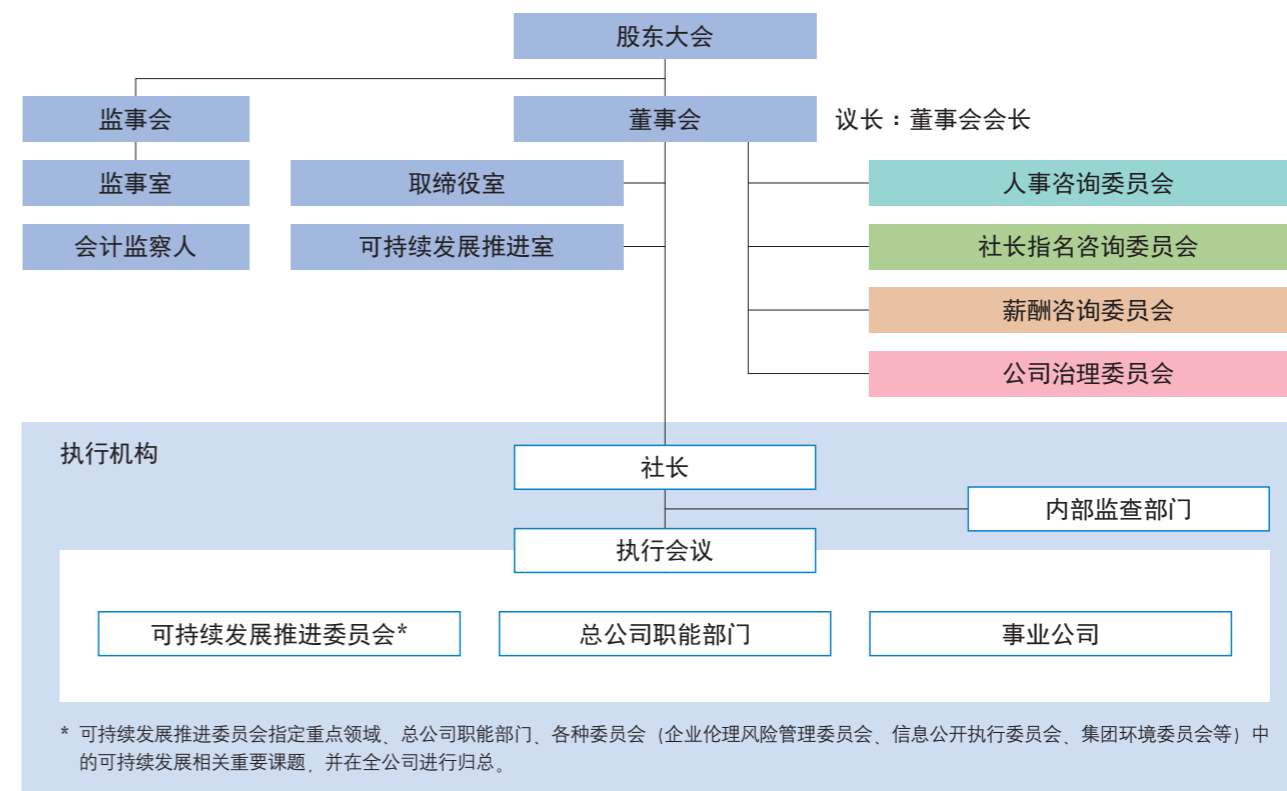 股东大会
监事会
董事会
议长：董事会会长
监事室
取缔役室
人事咨询委员会
会计监察人
可持续发展推进室
社长指名咨询委员会
薪酬咨询委员会
公司治理委员会
执行机构
社长
内部监查部门
执行会议
可持续发展推进委员会*
总公司职能部门
事业公司
* 可持续发展推进委员会指定重点领域、总公司职能部门、各种委员会（企业伦理风险管理委员会、信息公开执行委员会、集团环境委员会等）中
的可持续发展相关重要课题，并在全公司进行归总。